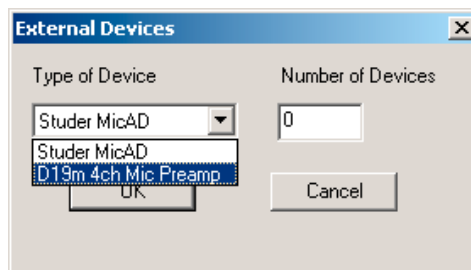 External Devices
Type of Device Number of Devices
Studer MicAD 0
Studer MicAD
D19m 4ch Mic Preamp
OK Cancel